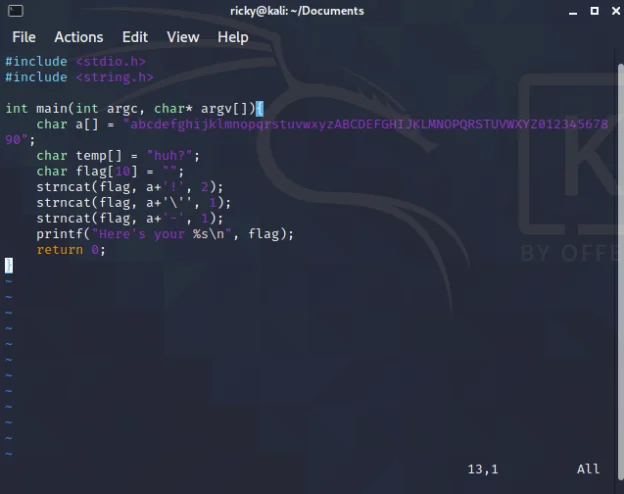 ricky@kali: ~/Documents
File Actions Edit View Help
#include <stdio.h>
#include <string.h>
int main(int argc, char* argv[]){
    char a[] = "abcdefghijklmnopqrstuvwxyzABCDEFGHIJKLMNOPQRSTUVWXYZ012345678
90";
    char temp[] = "huh?";
    char flag[10] = "";
    strncat(flag, a+'!', 2);
    strncat(flag, a+'\'', 1);
    strncat(flag, a+'-', 1);
    printf("Here's your %s\n", flag);
    return 0;
}
~
~
~
~
~
~
~
~
~
~
~
~
13,1 All
K
BY OFFE